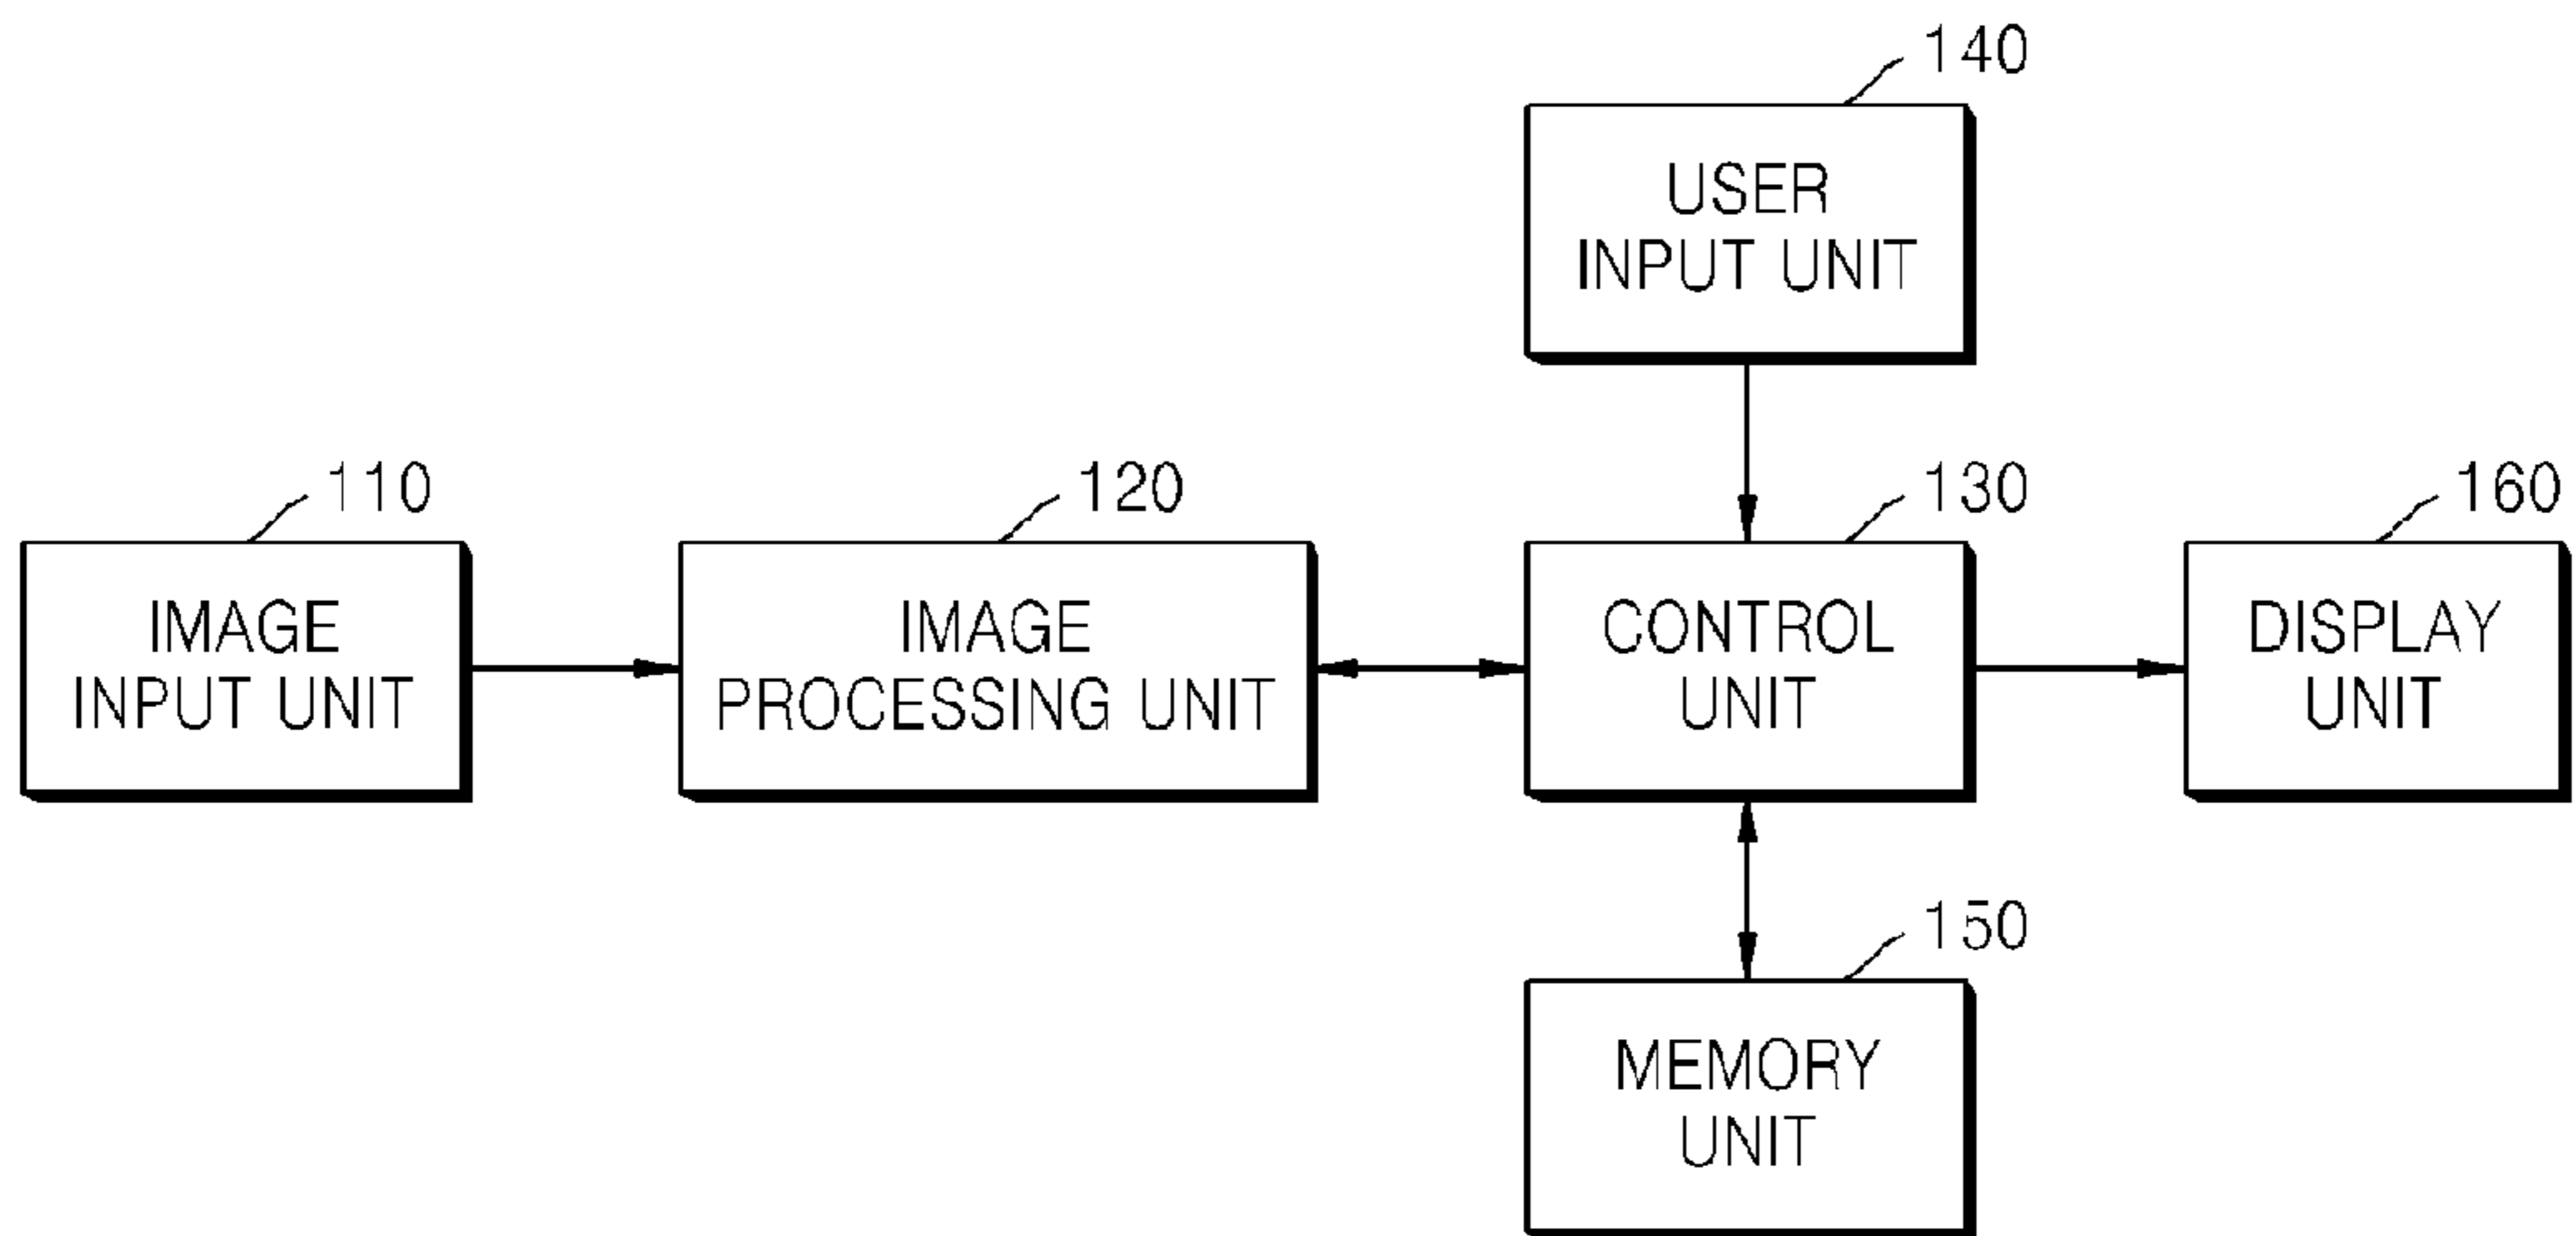 140
USER
INPUT UNIT
110
120
130
160
IMAGE
INPUT UNIT
IMAGE
PROCESSING UNIT
CONTROL
UNIT
DISPLAY
UNIT
150
MEMORY
UNIT